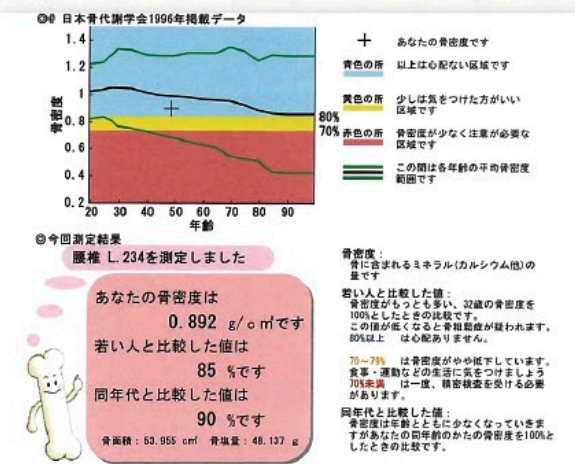 ◎@ 日本骨代謝学会1996年掲載データ
1.4
1.2
1
0.8
0.6
0.4
0.2
骨密度
20 30 40 50 60 70 80 90
年齢
80%
70%
あなたの骨密度です
青色の所 以上は心配ない区域です
黄色の所 少しは気をつけた方がいい
区域です
赤色の所 骨密度が少なく注意が必要な
区域です
この間は各年齢の平均骨密度
範囲です
◎今回測定結果
腰椎 L.234を測定しました
あなたの骨密度は
0.892 g/c㎡です
若い人と比較した値は
85 %です
同年代と比較した値は
90 %です
骨面積：53.955 c㎡ 骨塩量：48.137 g
骨密度：
骨に含まれるミネラル(カルシウム他)の
量です
若い人と比較した値：
骨密度がもっとも多い、32歳の骨密度を
100%としたときの比較です。
この値が低くなると骨粗鬆症が疑われます。
80%以上 は心配ありません。
70～79% は骨密度がやや低下しています。
食事・運動などの生活に気をつけましょう
70%未満 は一度、精密検査を受ける必要
があります。
同年代と比較した値：
骨密度は年齢とともに少なくなっていきま
すがあなたの同年齢のかたの骨密度を100%と
したときの比較です。